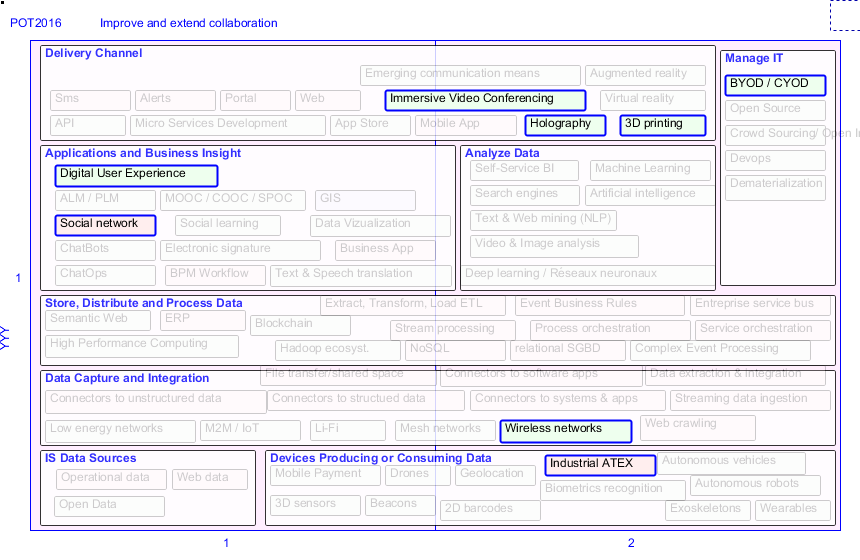 POT2016 Improve and extend collaboration
Delivery Channel
Manage IT
Emerging communication means Augmented reality
BYOD / CYOD
Sms Alerts Portal Web Immersive Video Conferencing Virtual reality
Open Source
API Micro Services Development App Store Mobile App Holography 3D printing
Crowd Sourcing/ Open In
Applications and Business Insight Analyze Data
Devops
Digital User Experience Self-Service BI Machine Learning
Dematerialization
ALM / PLM MOOC / COOC / SPOC GIS Search engines Artificial intelligence
Social network Social learning Data Vizualization Text & Web mining (NLP)
ChatBots Electronic signature Business App Video & Image analysis
ChatOps BPM Workflow Text & Speech translation Deep learning / Réseaux neuronaux
1
Store, Distribute and Process Data Extract, Transform, Load ETL Event Business Rules Entreprise service bus
Semantic Web ERP Blockchain Stream processing Process orchestration Service orchestration
YYY
High Performance Computing Hadoop ecosyst. NoSQL relational SGBD Complex Event Processing
Data Capture and Integration File transfer/shared space Connectors to software apps Data extraction & integration
Connectors to unstructured data Connectors to structued data Connectors to systems & apps Streaming data ingestion
Low energy networks M2M / IoT Li-Fi Mesh networks Wireless networks Web crawling
IS Data Sources Devices Producing or Consuming Data Industrial ATEX Autonomous vehicles
Operational data Web data Mobile Payment Drones Geolocation Biometrics recognition Autonomous robots
Open Data 3D sensors Beacons 2D barcodes Exoskeletons Wearables
1 2